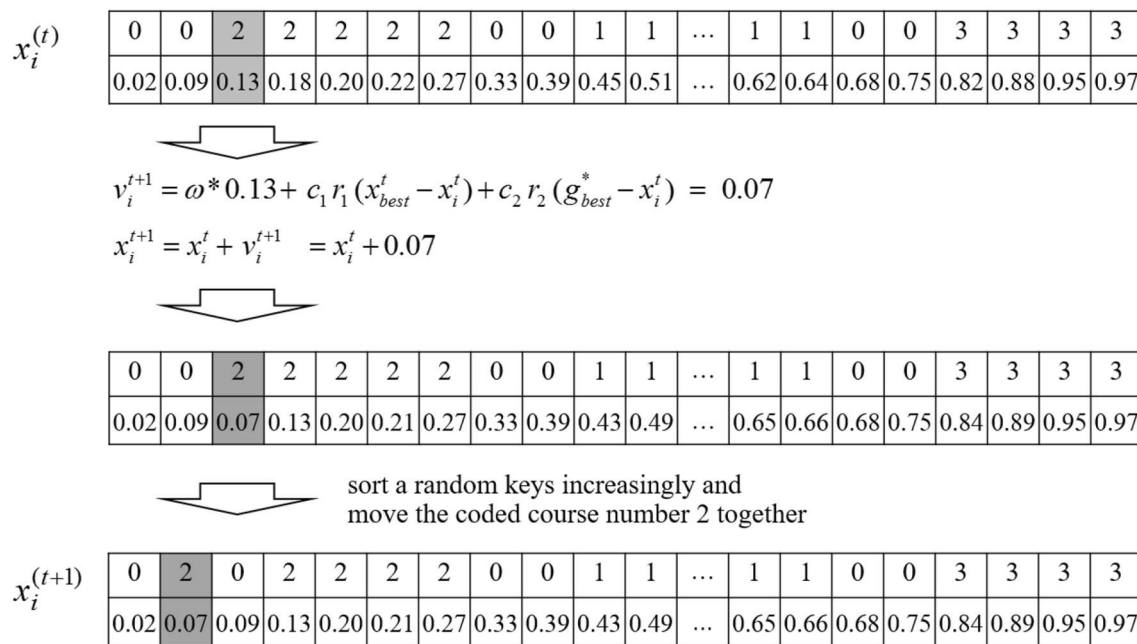 x_i^{(t)}
0 0 2 2 2 2 2 0 0 1 1 ... 1 1 0 0 3 3 3 3
0.02 0.09 0.13 0.18 0.20 0.22 0.27 0.33 0.39 0.45 0.51 ... 0.62 0.64 0.68 0.75 0.82 0.88 0.95 0.97
v_i^{t+1} = ω* 0.13 + c_1 r_1 (x_{best}^t − x_i^t) + c_2 r_2 (g_{best}^* − x_i^t) = 0.07
x_i^{t+1} = x_i^t + v_i^{t+1} = x_i^t + 0.07
0 0 2 2 2 2 2 0 0 1 1 ... 1 1 0 0 3 3 3 3
0.02 0.09 0.07 0.13 0.20 0.21 0.27 0.33 0.39 0.43 0.49 ... 0.65 0.66 0.68 0.75 0.84 0.89 0.95 0.97
sort a random keys increasingly and
move the coded course number 2 together
x_i^{(t+1)}
0 2 0 2 2 2 2 0 0 1 1 ... 1 1 0 0 3 3 3 3
0.02 0.07 0.09 0.13 0.20 0.21 0.27 0.33 0.39 0.43 0.49 ... 0.65 0.66 0.68 0.75 0.84 0.89 0.95 0.97